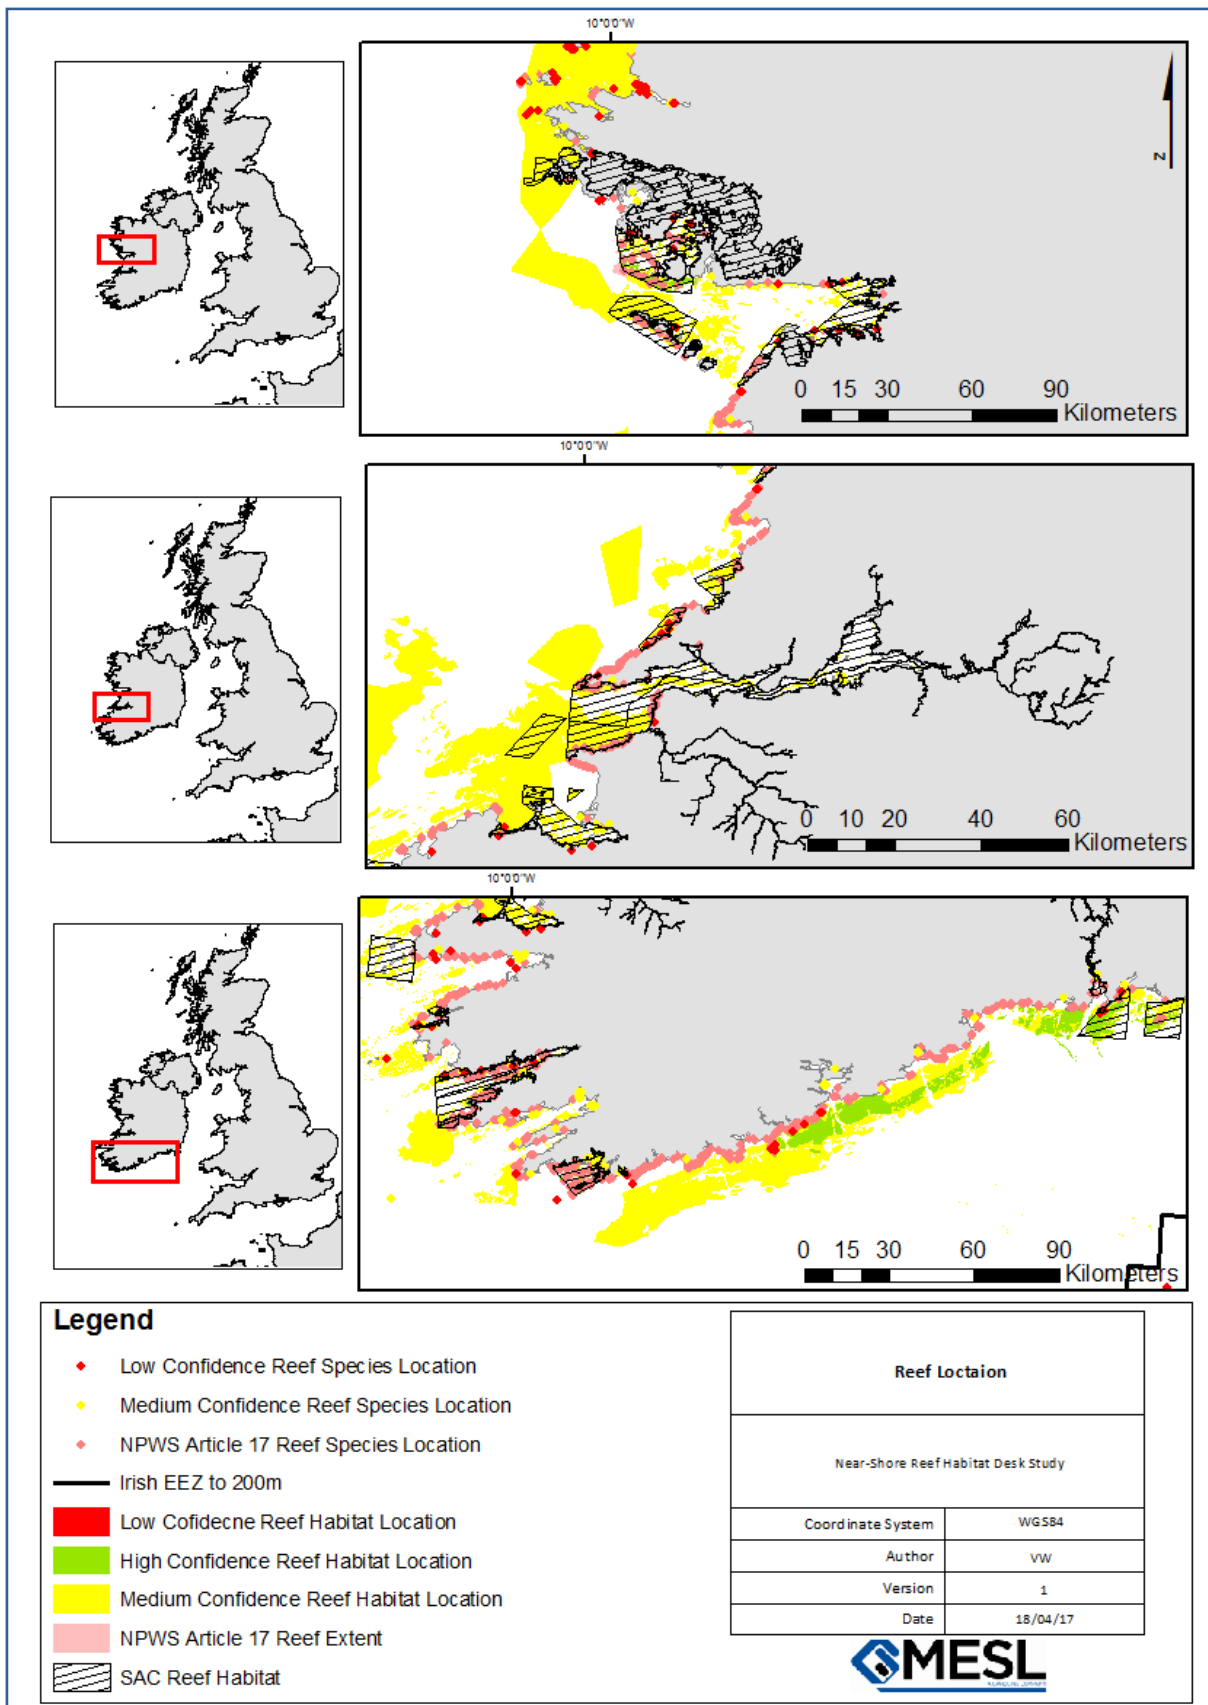 10°0'0"W
N
0 15 30 60 90
Kilometers
10°0'0"W
0 10 20 40 60
Kilometers
10°0'0"W
0 15 30 60 90
Kilometers
Legend
Low Confidence Reef Species Location
Medium Confidence Reef Species Location
NPWS Article 17 Reef Species Location
Irish EEZ to 200m
Low Cofidecne Reef Habitat Location
High Confidence Reef Habitat Location
Medium Confidence Reef Habitat Location
NPWS Article 17 Reef Extent
SAC Reef Habitat
Reef Loctaion
Near-Shore Reef Habitat Desk Study
Coordinate System WGS84
Author VW
Version 1
Date 18/04/17
MESL